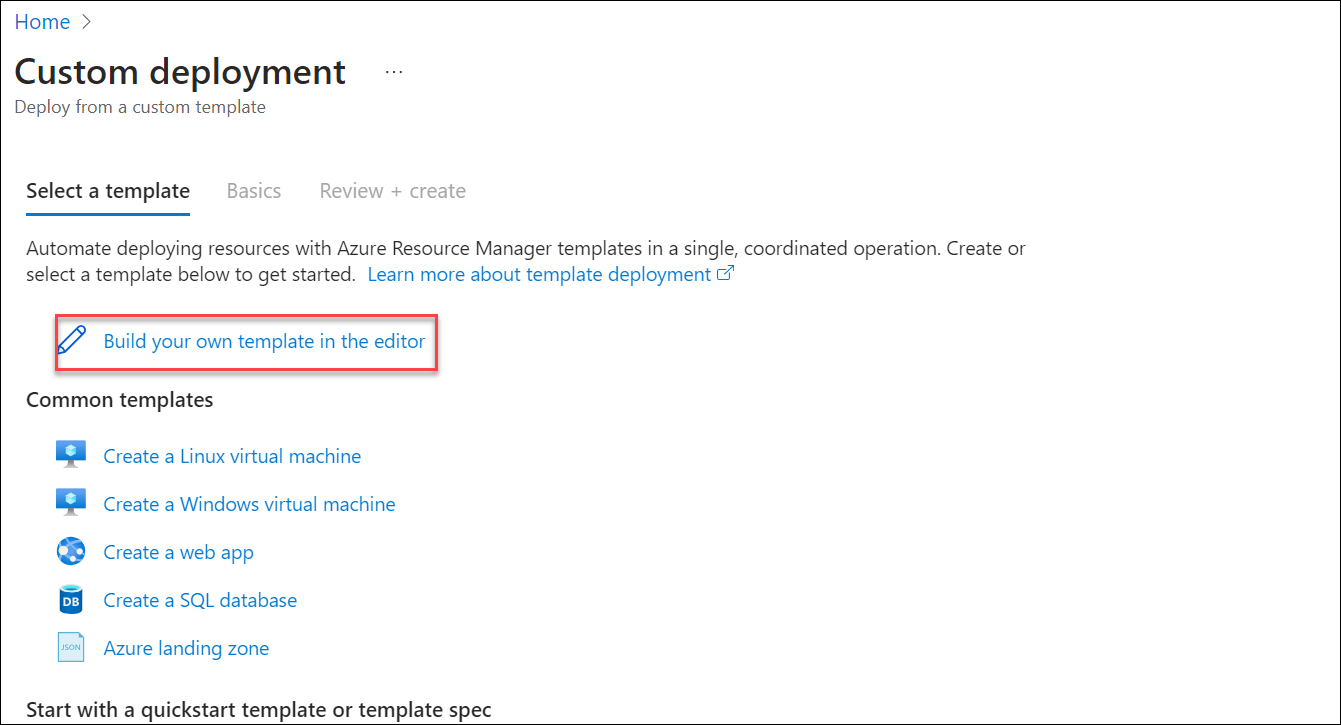 Home >
Custom deployment ...
Deploy from a custom template
Select a template Basics Review + create
Automate deploying resources with Azure Resource Manager templates in a single, coordinated operation. Create or
select a template below to get started. Learn more about template deployment
Build your own template in the editor
Common templates
Create a Linux virtual machine
Create a Windows virtual machine
Create a web app
DB Create a SQL database
JSON Azure landing zone
Start with a quickstart template or template spec